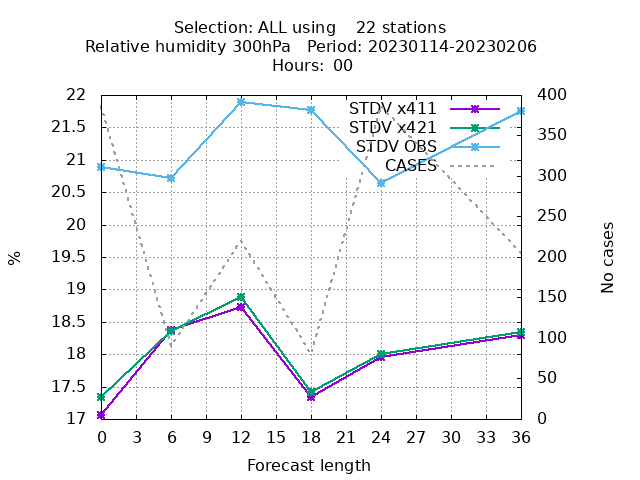 Selection: ALL using    22 stations
Relative humidity 300hPa   Period: 20230114-20230206
Hours:  00
STDV x411
STDV x421
STDV OBS
CASES
22
21.5
21
20.5
20
19.5
19
18.5
18
17.5
17
%
400
350
300
250
200
150
100
50
0
No cases
0 3 6 9 12 15 18 21 24 27 30 33 36
Forecast length